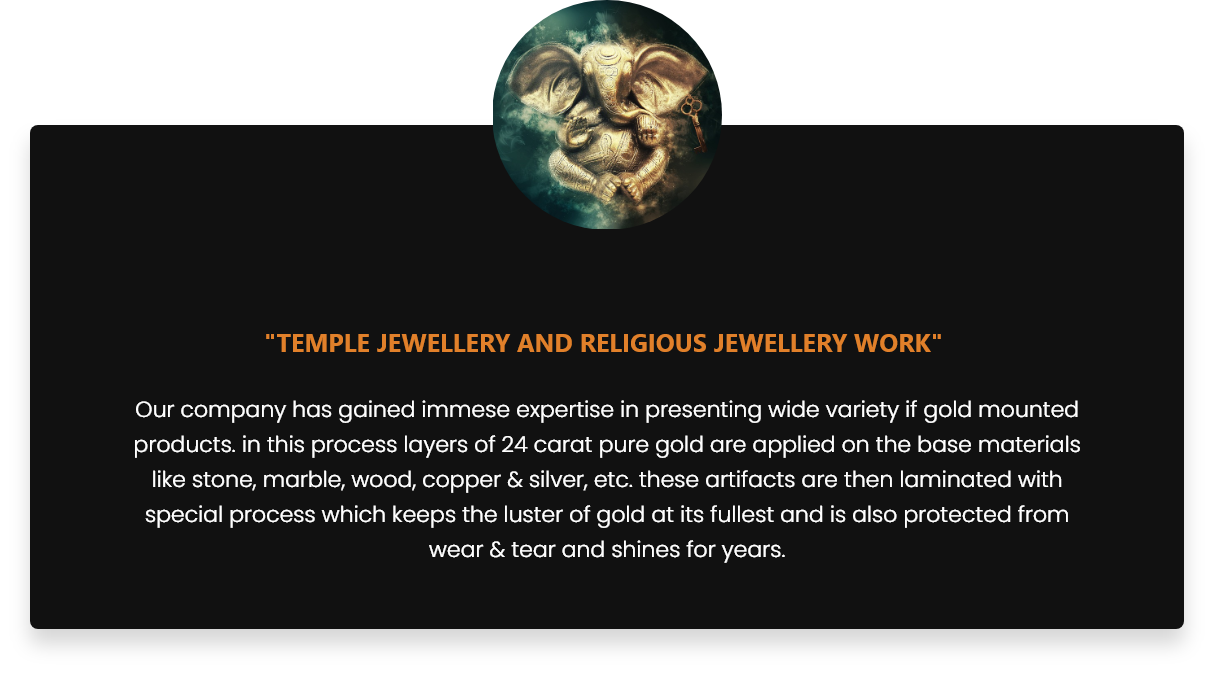 "TEMPLE JEWELLERY AND RELIGIOUS JEWELLERY WORK"
Our company has gained immese expertise in presenting wide variety if gold mounted
products. in this process layers of 24 carat pure gold are applied on the base materials
like stone, marble, wood, copper & silver, etc. these artifacts are then laminated with
special process which keeps the luster of gold at its fullest and is also protected from
wear & tear and shines for years.